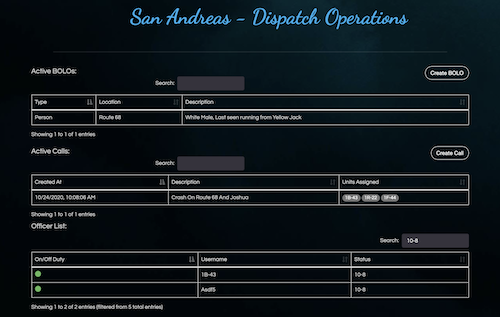 San Andreas - Dispatch Operations
Active BOLOs:
Create BOLO
Search:
Type Location Description
Person Route 68 White Male, Last seen running from Yellow Jack
Showing 1 to 1 of 1 entries
Active Calls:
Create Call
Search:
Created At Description Units Assigned
10/24/2020, 10:08:06 AM Crash On Route 68 And Joshua 1B-43 1R-22 1P-44
Showing 1 to 1 of 1 entries
Officer List:
Search: 10-8
On/Off Duty Username Status
1B-43 10-8
Asdf5 10-8
Showing 1 to 2 of 2 entries (filtered from 5 total entries)